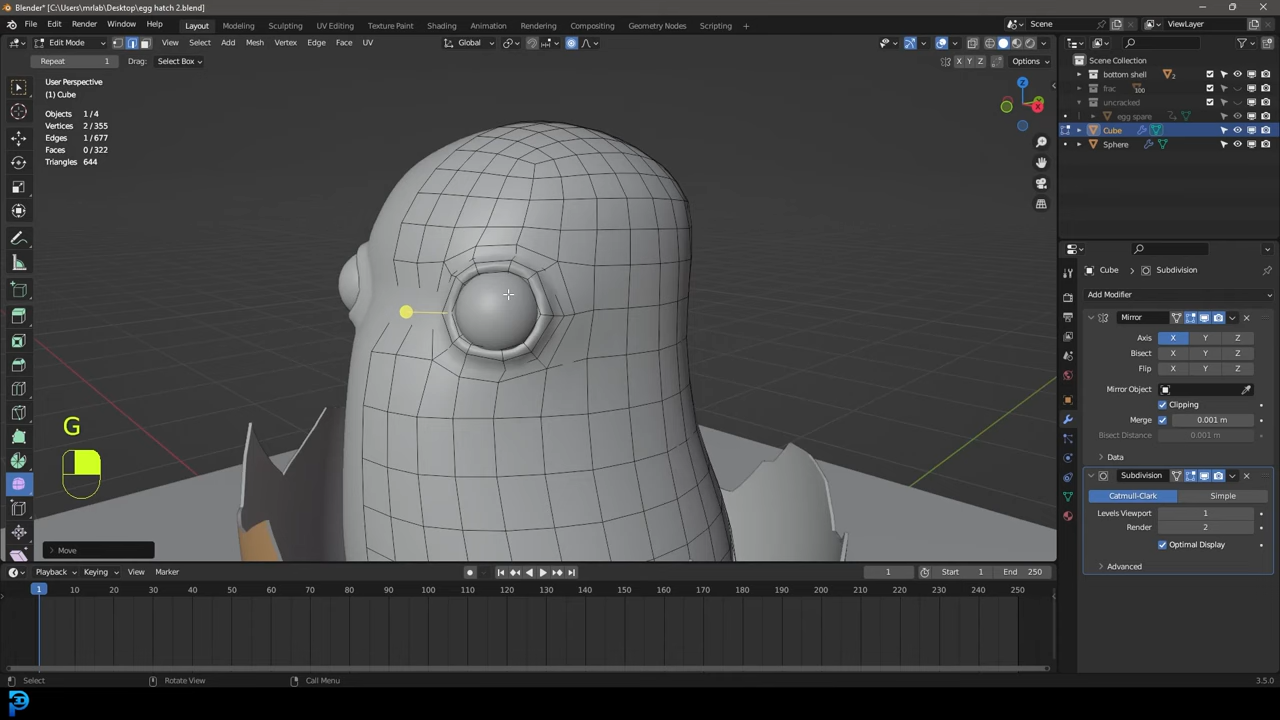 Blender* [C:\Users\mrlab\Desktop\egg hatch 2.blend]
File Edit Render Window Help Layout Modeling Sculpting UV Editing Texture Paint Shading Animation Rendering Compositing Geometry Nodes Scripting Scene ViewLayer
Edit Mode View Select Add Mesh Vertex Edge Face UV Global
Repeat 1 Drag: Select Box X Y Z Options
User Perspective
(1) Cube
Objects 1/4
Vertices 2/355
Edges 1/677
Faces 0/322
Triangles 644
Z
X
Scene Collection
bottom shell 2
frac 100
uncracked
egg spare
Cube
Sphere
Cube Subdivision
Add Modifier
Mirror
Axis X Y Z
Bisect X Y Z
Flip X Y Z
Mirror Object
Clipping
Merge 0.001 m
Bisect Distance 0.001 m
Data
Subdivision
Catmull-Clark Simple
Levels Viewport 1
Render 2
Optimal Display
Advanced
G
Move
Playback Keying View Marker 1 Start 1 End 250
1 10 20 30 40 50 60 70 80 90 100 110 120 130 140 150 160 170 180 190 200 210 220 230 240 250
Select Rotate View Call Menu 3.5.0